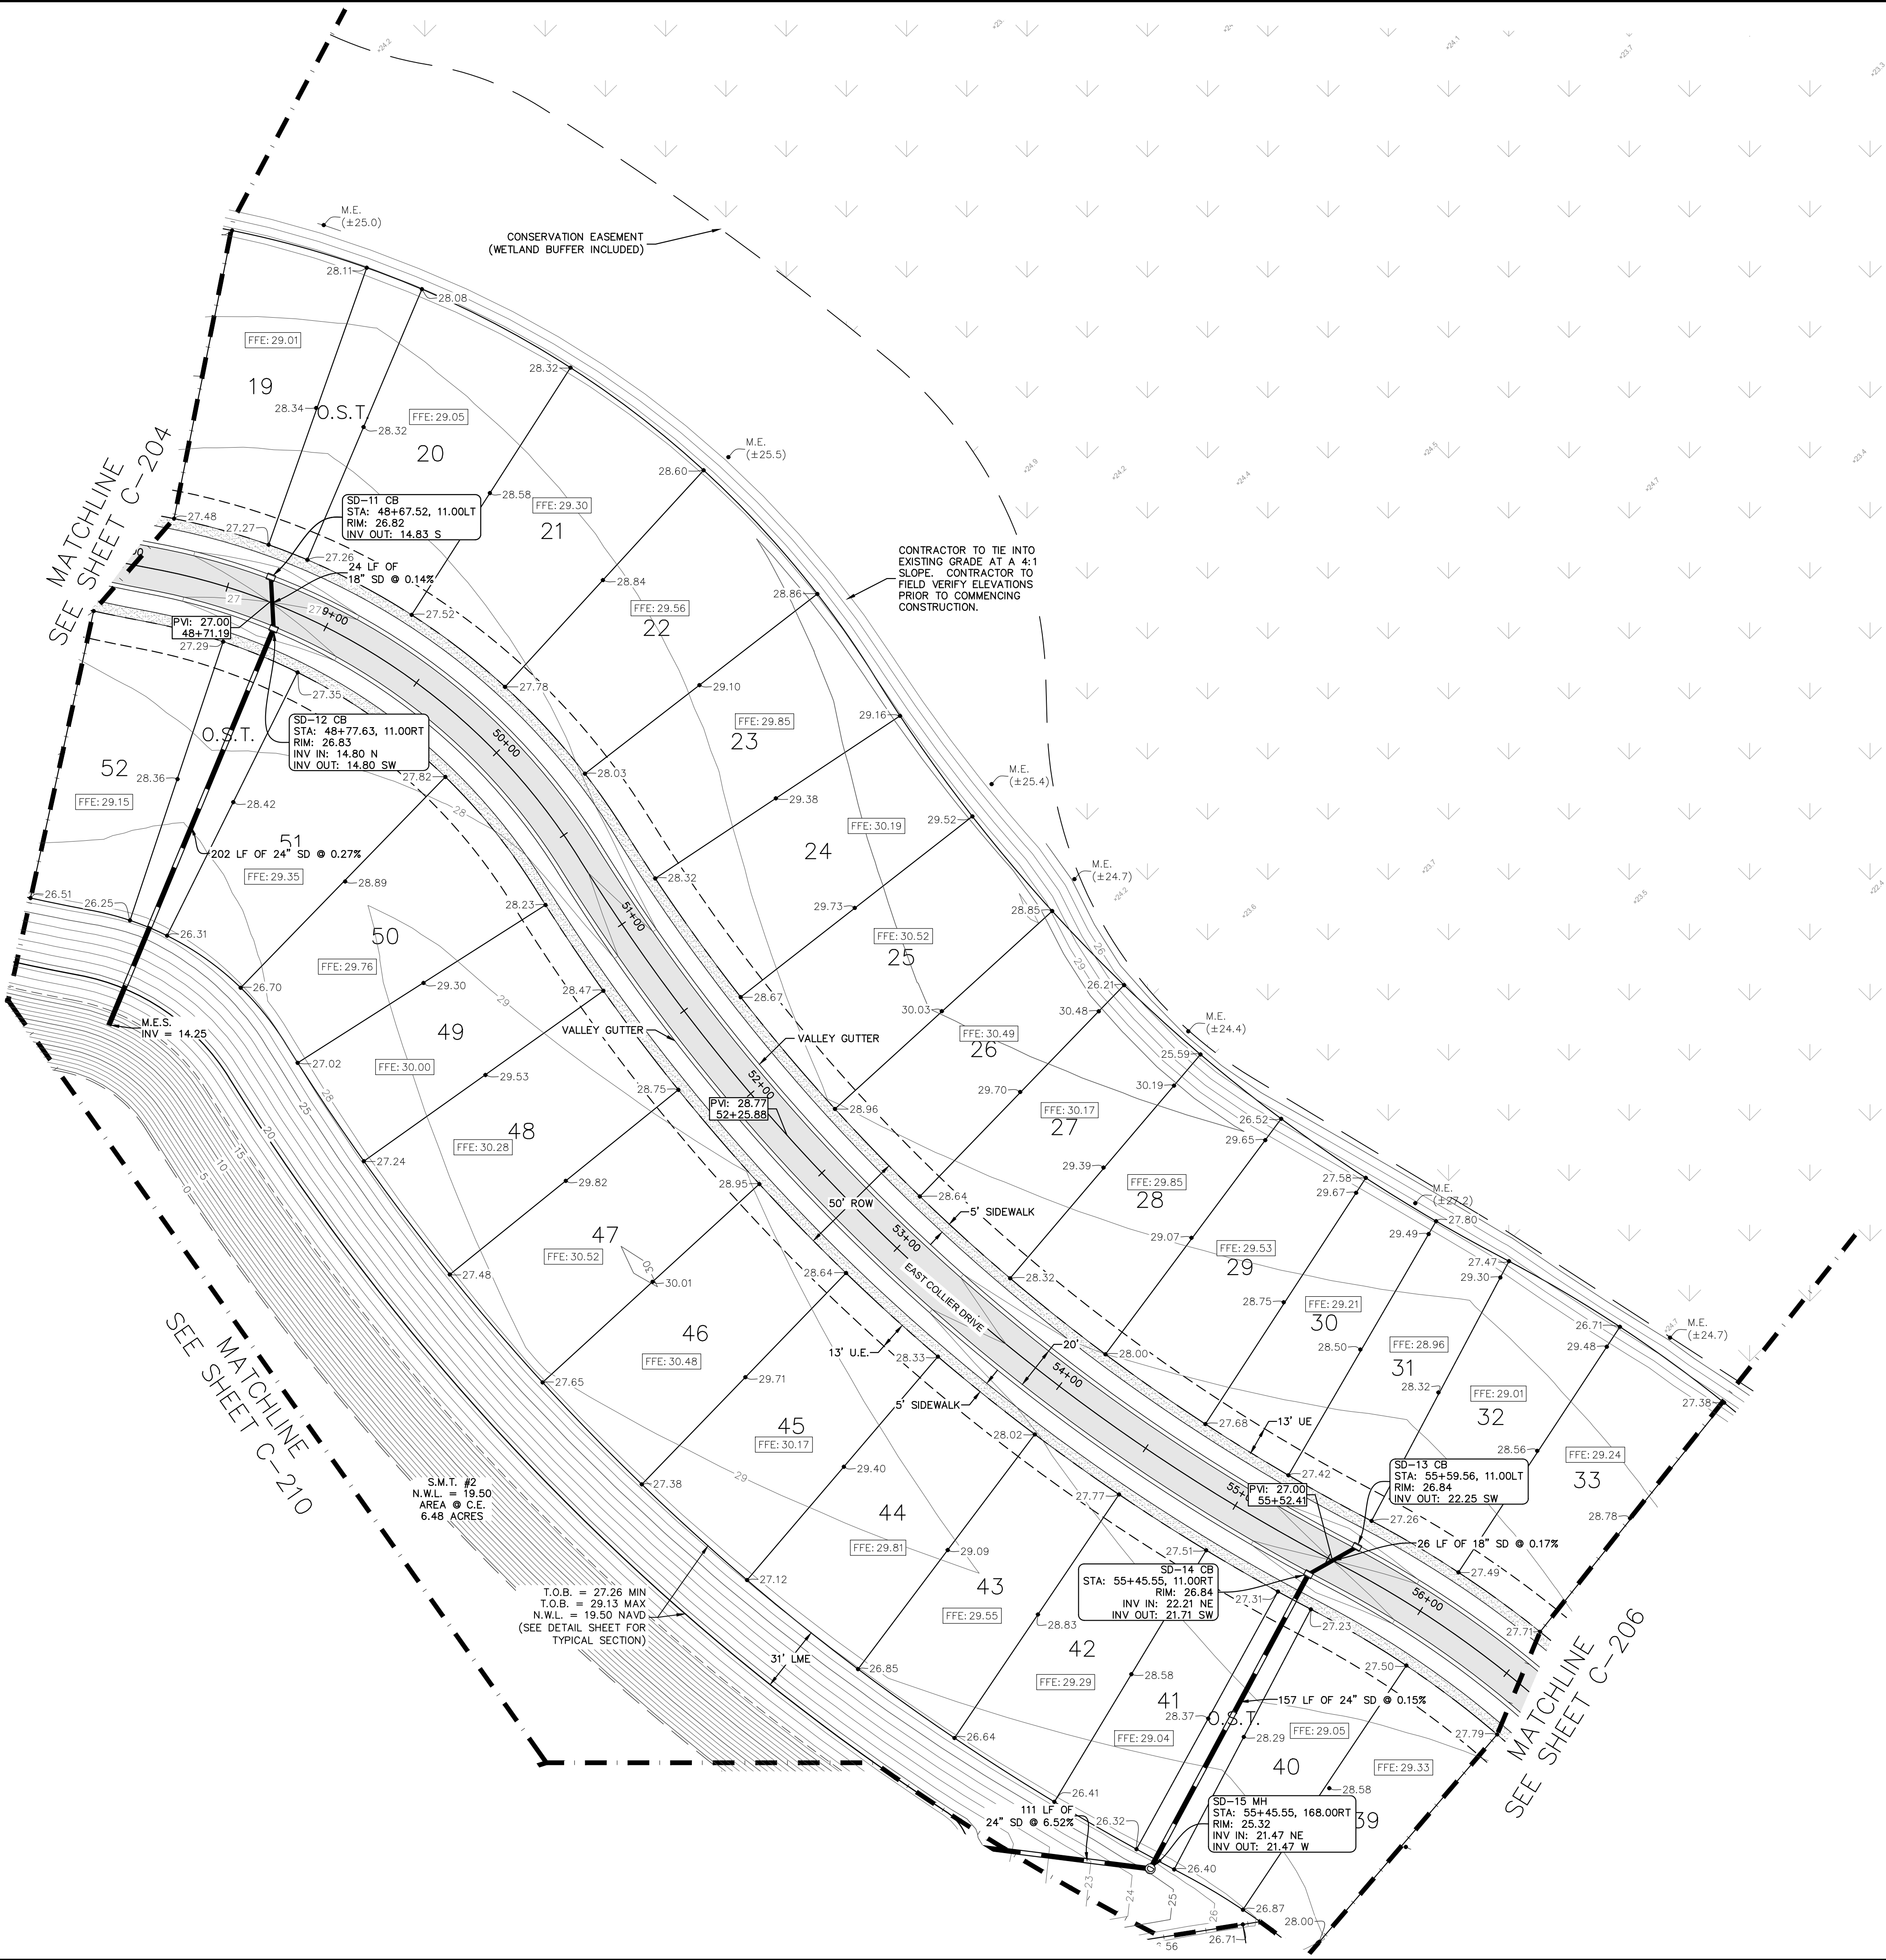 M.E.
(±25.0)
CONSERVATION EASEMENT
(WETLAND BUFFER INCLUDED)
28.11
28.08
FFE: 29.01
19
28.34
O.S.T.
28.32
FFE: 29.05
20
28.32
M.E.
(±25.5)
28.60
MATCHLINE
SEE SHEET C-204
27.48
27.27
27.26
SD-11 CB
STA: 48+67.52, 11.00LT
RIM: 26.82
INV OUT: 14.83 S
28.58
FFE: 29.30
21
24 LF OF
18" SD @ 0.14%
27
PVI: 27.00
48+71.19
27.29
27.52
28.84
FFE: 29.56
22
28.86
CONTRACTOR TO TIE INTO
EXISTING GRADE AT A 4:1
SLOPE. CONTRACTOR TO
FIELD VERIFY ELEVATIONS
PRIOR TO COMMENCING
CONSTRUCTION.
27.35
27.78
29.10
FFE: 29.85
23
29.16
O.S.T.
SD-12 CB
STA: 48+77.63, 11.00RT
RIM: 26.83
INV IN: 14.80 N
INV OUT: 14.80 SW
50+00
52
28.36
FFE: 29.15
28.42
27.82
28
28.03
29.38
M.E.
(±25.4)
FFE: 30.19
24
29.52
51
202 LF OF 24" SD @ 0.27%
FFE: 29.35
28.89
28.32
M.E.
(±24.7)
26.51
26.25
26.31
28.23
51+00
29.73
28.85
50
FFE: 29.76
FFE: 30.52
25
26
29
26.70
29.30
28.47
28.67
26.21
M.E.S.
INV = 14.25
29
49
VALLEY GUTTER
VALLEY GUTTER
30.03
30.48
FFE: 30.49
26
M.E.
(±24.4)
27.02
FFE: 30.00
29.53
28.75
52+00
25.59
30.19
29.70
28
25
20
15
10
5
0
PVI: 28.77
52+25.88
28.96
FFE: 30.17
27
26.52
29.65
FFE: 30.28
48
27.24
29.82
28.95
50' ROW
28.64
29.39
FFE: 29.85
28
27.58
29.67
M.E.
(±27.2)
5' SIDEWALK
47
FFE: 30.52
30
30.01
27.48
53+00
29.07
FFE: 29.53
29
29.49
27.80
28.64
EAST COLLIER DRIVE
28.32
27.47
29.30
28.75
FFE: 29.21
30
MATCHLINE
SEE SHEET C-210
46
FFE: 30.48
13' U.E.
28.33
20'
54+00
28.00
28.50
FFE: 28.96
31
26.71
29.48
M.E.
(±24.7)
27.65
29.71
5' SIDEWALK
28.32
FFE: 29.01
32
27.38
45
FFE: 30.17
28.02
27.68
13' UE
28.56
FFE: 29.24
33
29
27.38
29.40
27.42
SD-13 CB
STA: 55+59.56, 11.00LT
RIM: 26.84
INV OUT: 22.25 SW
S.M.T. #2
N.W.L. = 19.50
AREA @ C.E.
6.48 ACRES
27.77
PVI: 27.00
55+52.41
27.26
28.78
44
FFE: 29.81
29.09
27.51
26 LF OF 18" SD @ 0.17%
27.12
43
FFE: 29.55
SD-14 CB
STA: 55+45.55, 11.00RT
RIM: 26.84
INV IN: 22.21 NE
INV OUT: 21.71 SW
27.31
27.23
27.49
56+00
T.O.B. = 27.26 MIN
T.O.B. = 29.13 MAX
N.W.L. = 19.50 NAVD
(SEE DETAIL SHEET FOR
TYPICAL SECTION)
28.83
27.71
31' LME
26.85
42
FFE: 29.29
28.58
27.50
MATCHLINE
SEE SHEET C-206
41
28.37
O.S.T.
157 LF OF 24" SD @ 0.15%
FFE: 29.04
FFE: 29.05
28.29
27.79
26.64
40
FFE: 29.33
28.58
26.41
111 LF OF
24" SD @ 6.52%
26.32
SD-15 MH
STA: 55+45.55, 168.00RT
RIM: 25.32
INV IN: 21.47 NE
INV OUT: 21.47 W
39
26.40
23
24
25
26
26.87
28.00
26.71